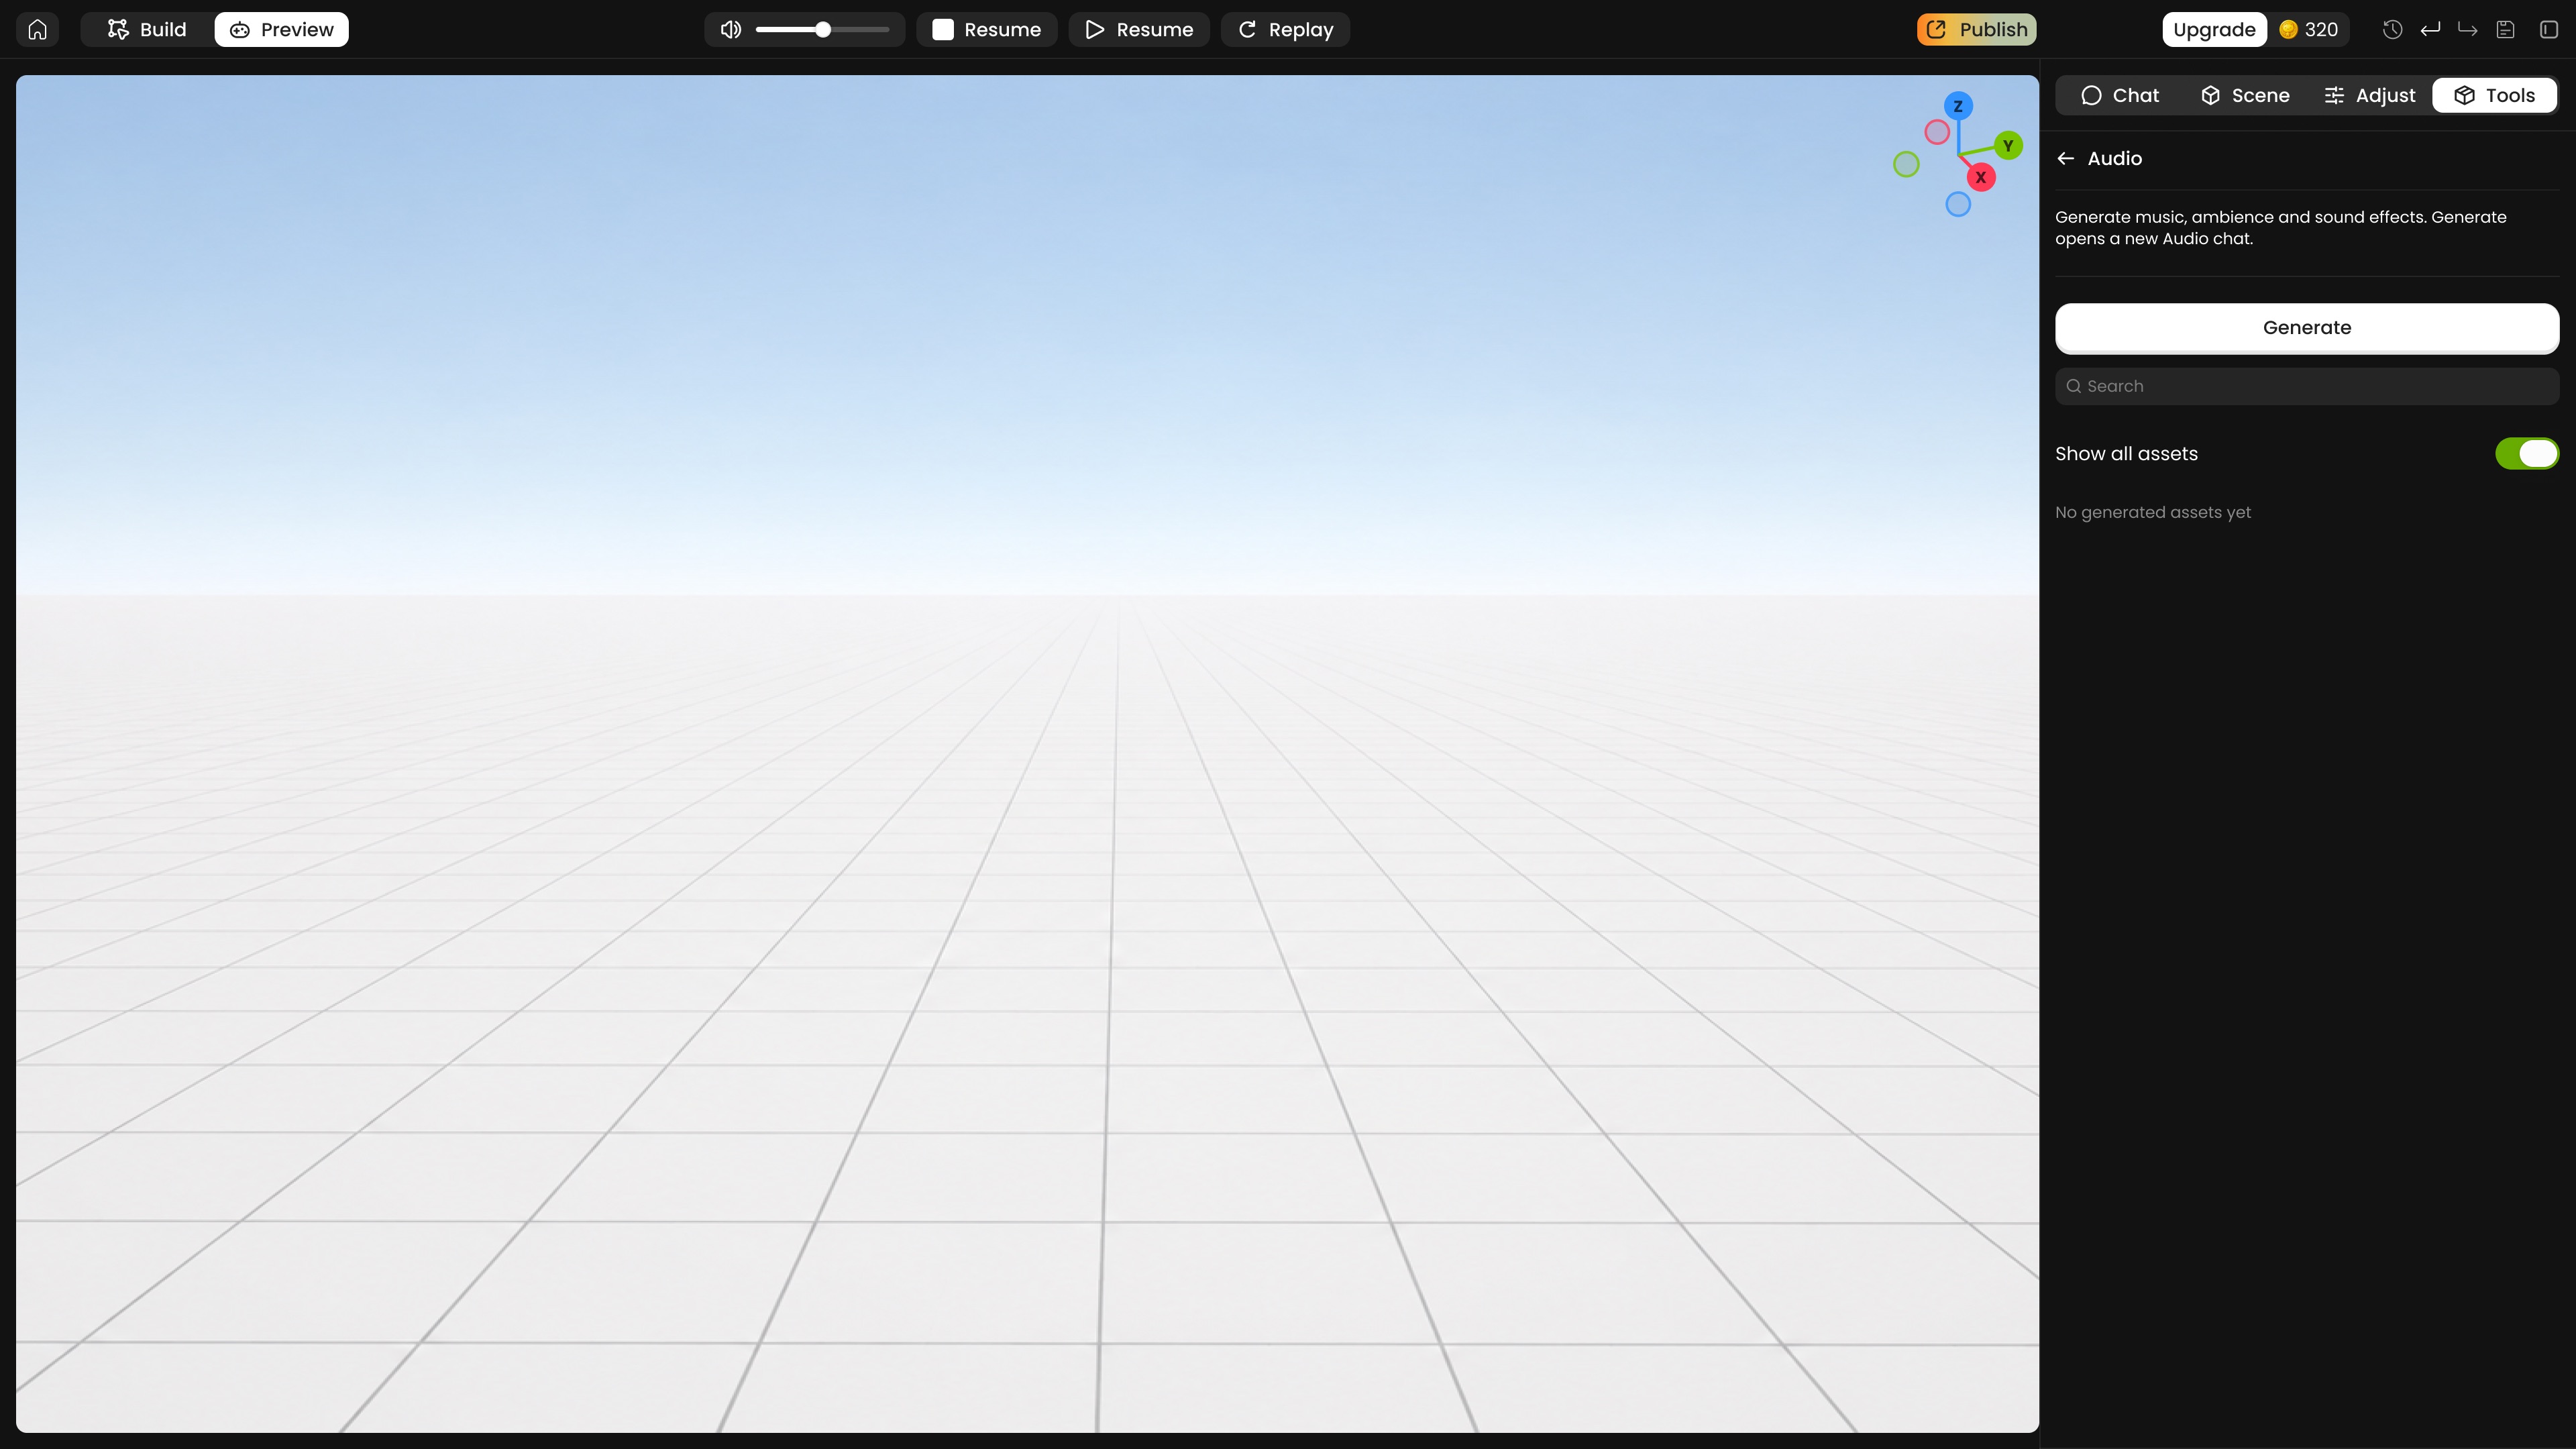 Build
Preview
Resume
Resume
Replay
Publish
Upgrade
320
Chat
Scene
Adjust
Tools
Z
Y
X
Audio
Generate music, ambience and sound effects. Generate
opens a new Audio chat.
Generate
Search
Show all assets
No generated assets yet